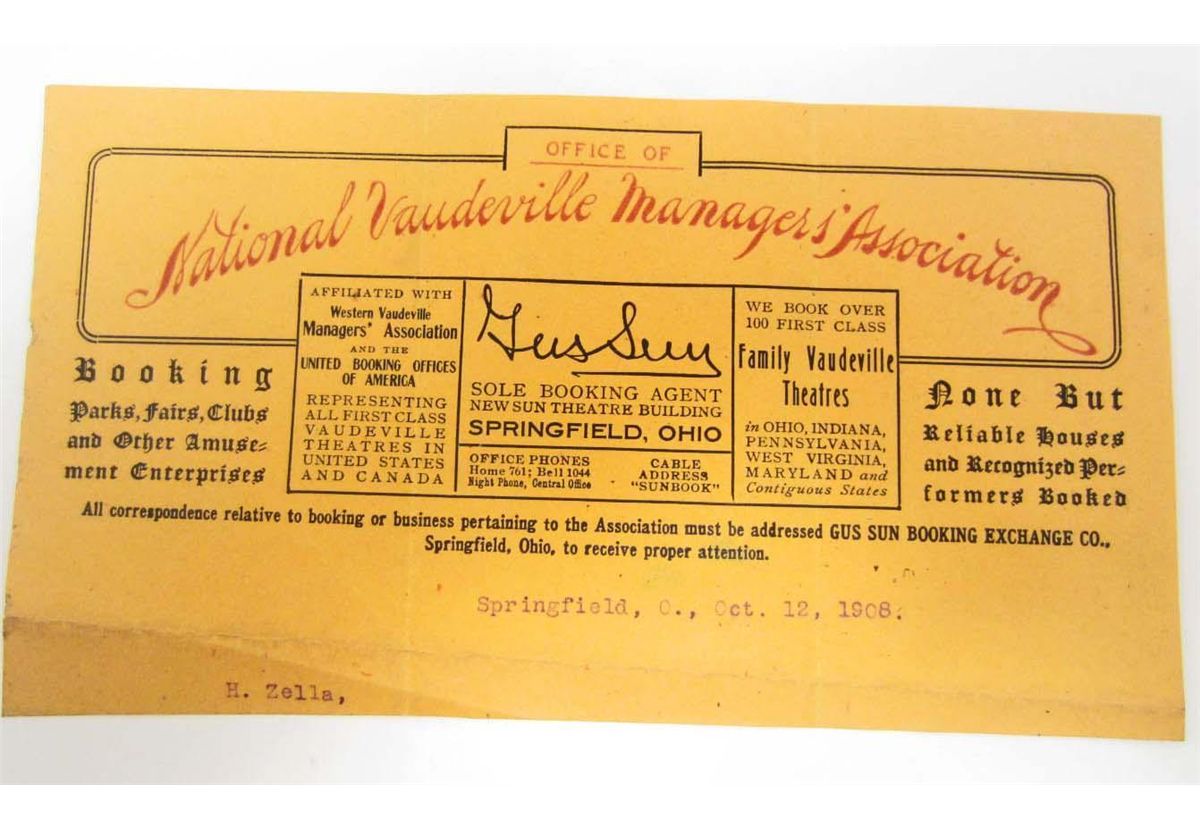 OFFICE OF
National Vaudeville Managers' Association
Booking
Parks, Fairs, Clubs
and Other Amuse=
ment Enterprises
AFFILIATED WITH
Western Vaudeville
Managers' Association
AND THE
UNITED BOOKING OFFICES
OF AMERICA
REPRESENTING
ALL FIRST CLASS
VAUDEVILLE
THEATRES IN
UNITED STATES
AND CANADA
Gus Sun
SOLE BOOKING AGENT
NEW SUN THEATRE BUILDING
SPRINGFIELD, OHIO
OFFICE PHONES
Home 761; Bell 1044
Night Phone, Central Office
CABLE
ADDRESS
"SUNBOOK"
WE BOOK OVER
100 FIRST CLASS
Family Vaudeville
Theatres
in OHIO, INDIANA,
PENNSYLVANIA,
WEST VIRGINIA,
MARYLAND and
Contiguous States
None But
Reliable Houses
and Recognized Per=
formers Booked
All correspondence relative to booking or business pertaining to the Association must be addressed GUS SUN BOOKING EXCHANGE CO.,
Springfield, Ohio, to receive proper attention.
Springfield, O., Oct. 12, 1908.
H. Zella,